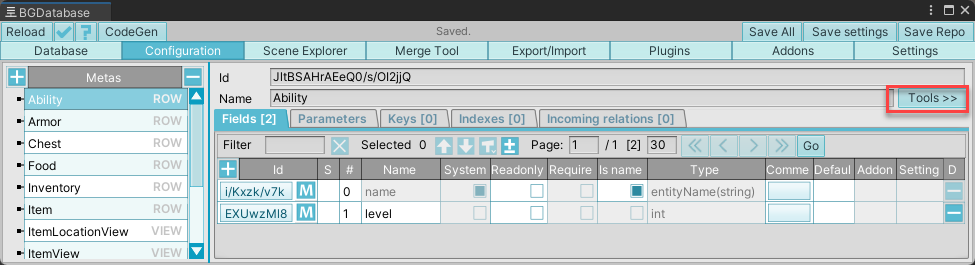 BGDatabase
Reload ? CodeGen Saved. Save All Save settings Save Repo
Database Configuration Scene Explorer Merge Tool Export/Import Plugins Addons Settings
Metas
Ability ROW
Armor ROW
Chest ROW
Food ROW
Inventory ROW
Item ROW
ItemLocationView VIEW
ItemView VIEW
Id JItBSAHrAEeQ0/s/OI2jjQ
Name Ability Tools >>
Fields [2] Parameters Keys [0] Indexes [0] Incoming relations [0]
Filter Selected 0 Page: 1 / 1 [2] 30 Go
Id S # Name System Readonly Require Is name Type Comme Defaul Addon Setting D
i/Kxzk/v7k M 0 name entityName(string)
EXUwzMI8 M 1 level int